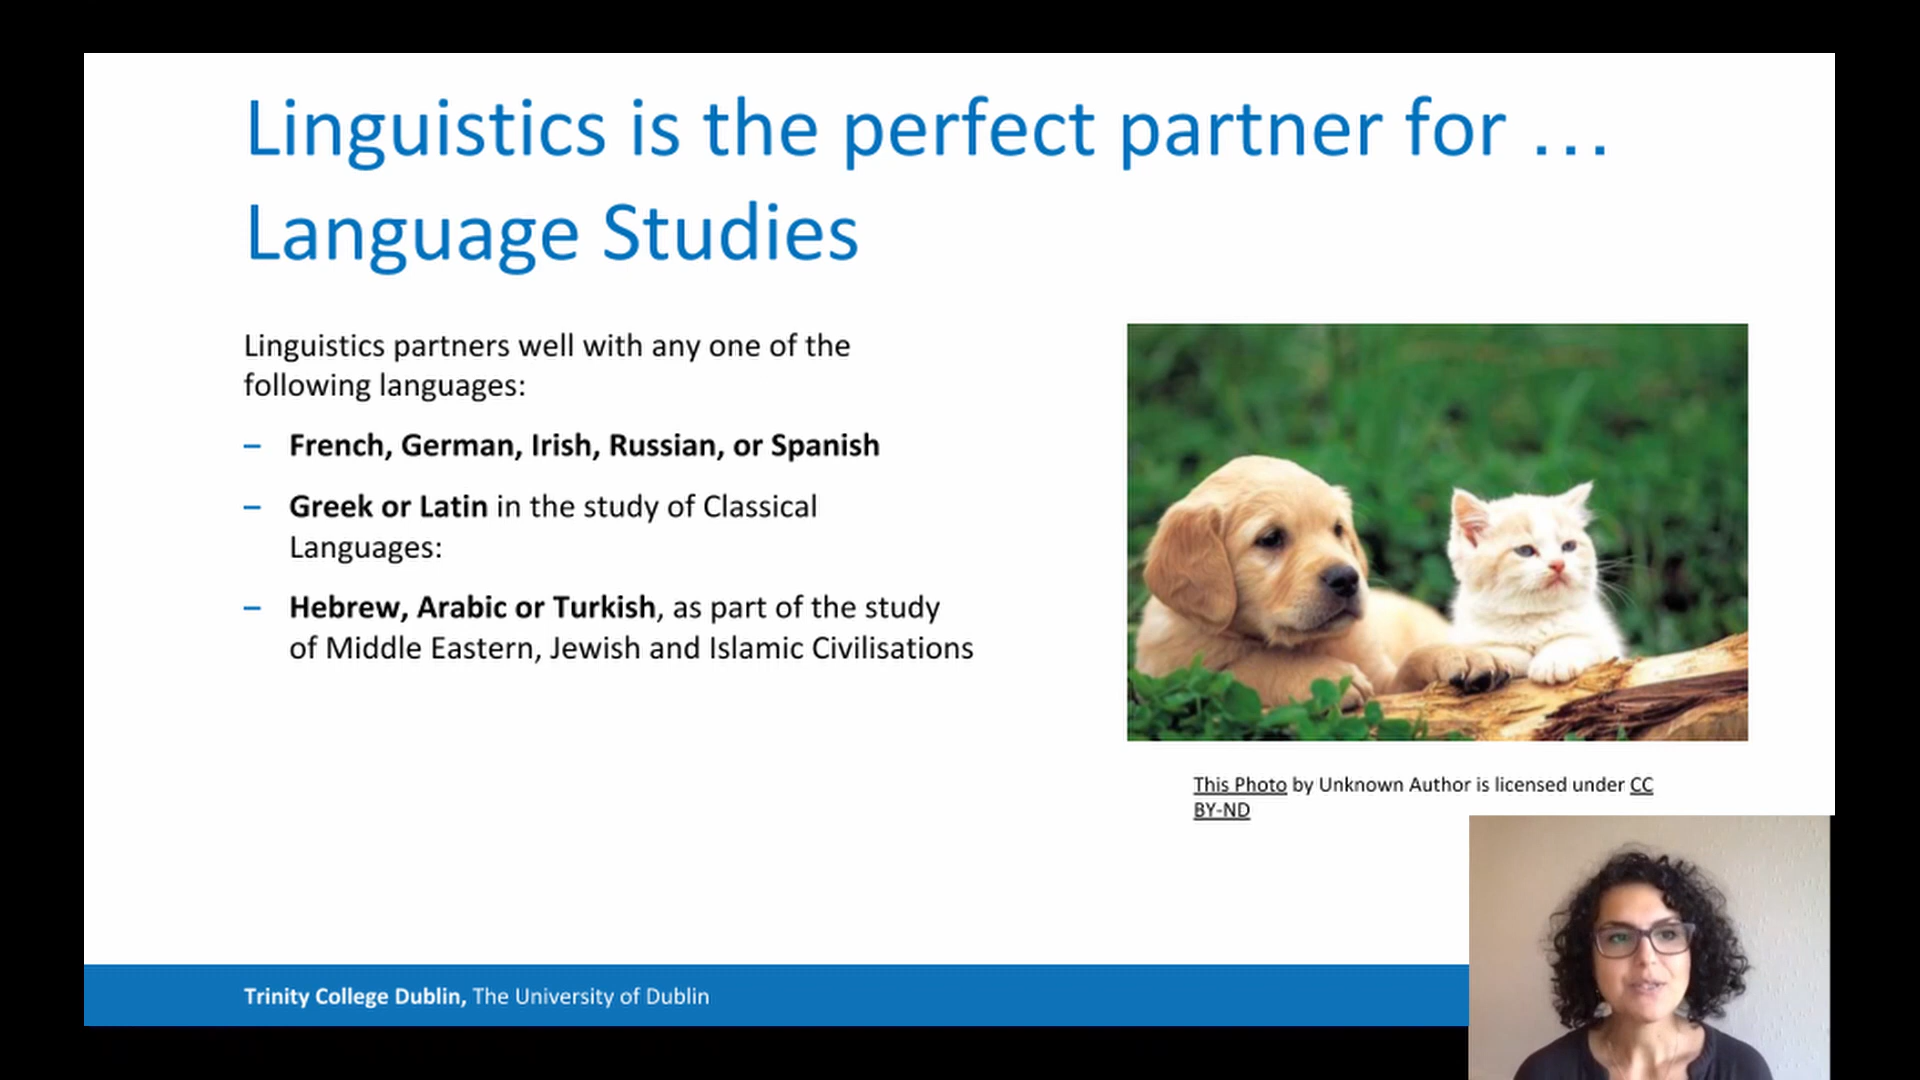 Linguistics is the perfect partner for …
Language Studies
Linguistics partners well with any one of the
following languages:
– French, German, Irish, Russian, or Spanish
– Greek or Latin in the study of Classical
Languages:
– Hebrew, Arabic or Turkish, as part of the study
of Middle Eastern, Jewish and Islamic Civilisations
This Photo by Unknown Author is licensed under CC
BY-ND
Trinity College Dublin, The University of Dublin